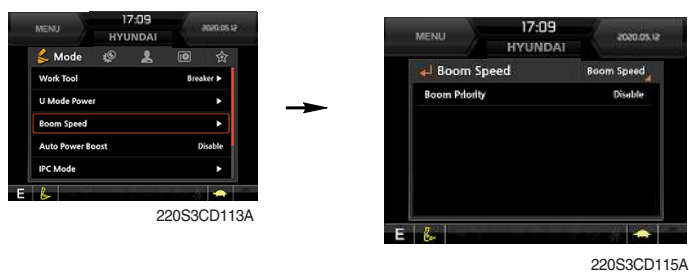 17:09
MENU
2020.05.12
HYUNDAI
Mode
Work Tool Breaker ▶
U Mode Power ▶
Boom Speed ▶
Auto Power Boost Disable
IPC Mode ▶
E
220S3CD113A
17:09
MENU
2020.05.12
HYUNDAI
Boom Speed Boom Speed
Boom Priority Disable
E
220S3CD115A